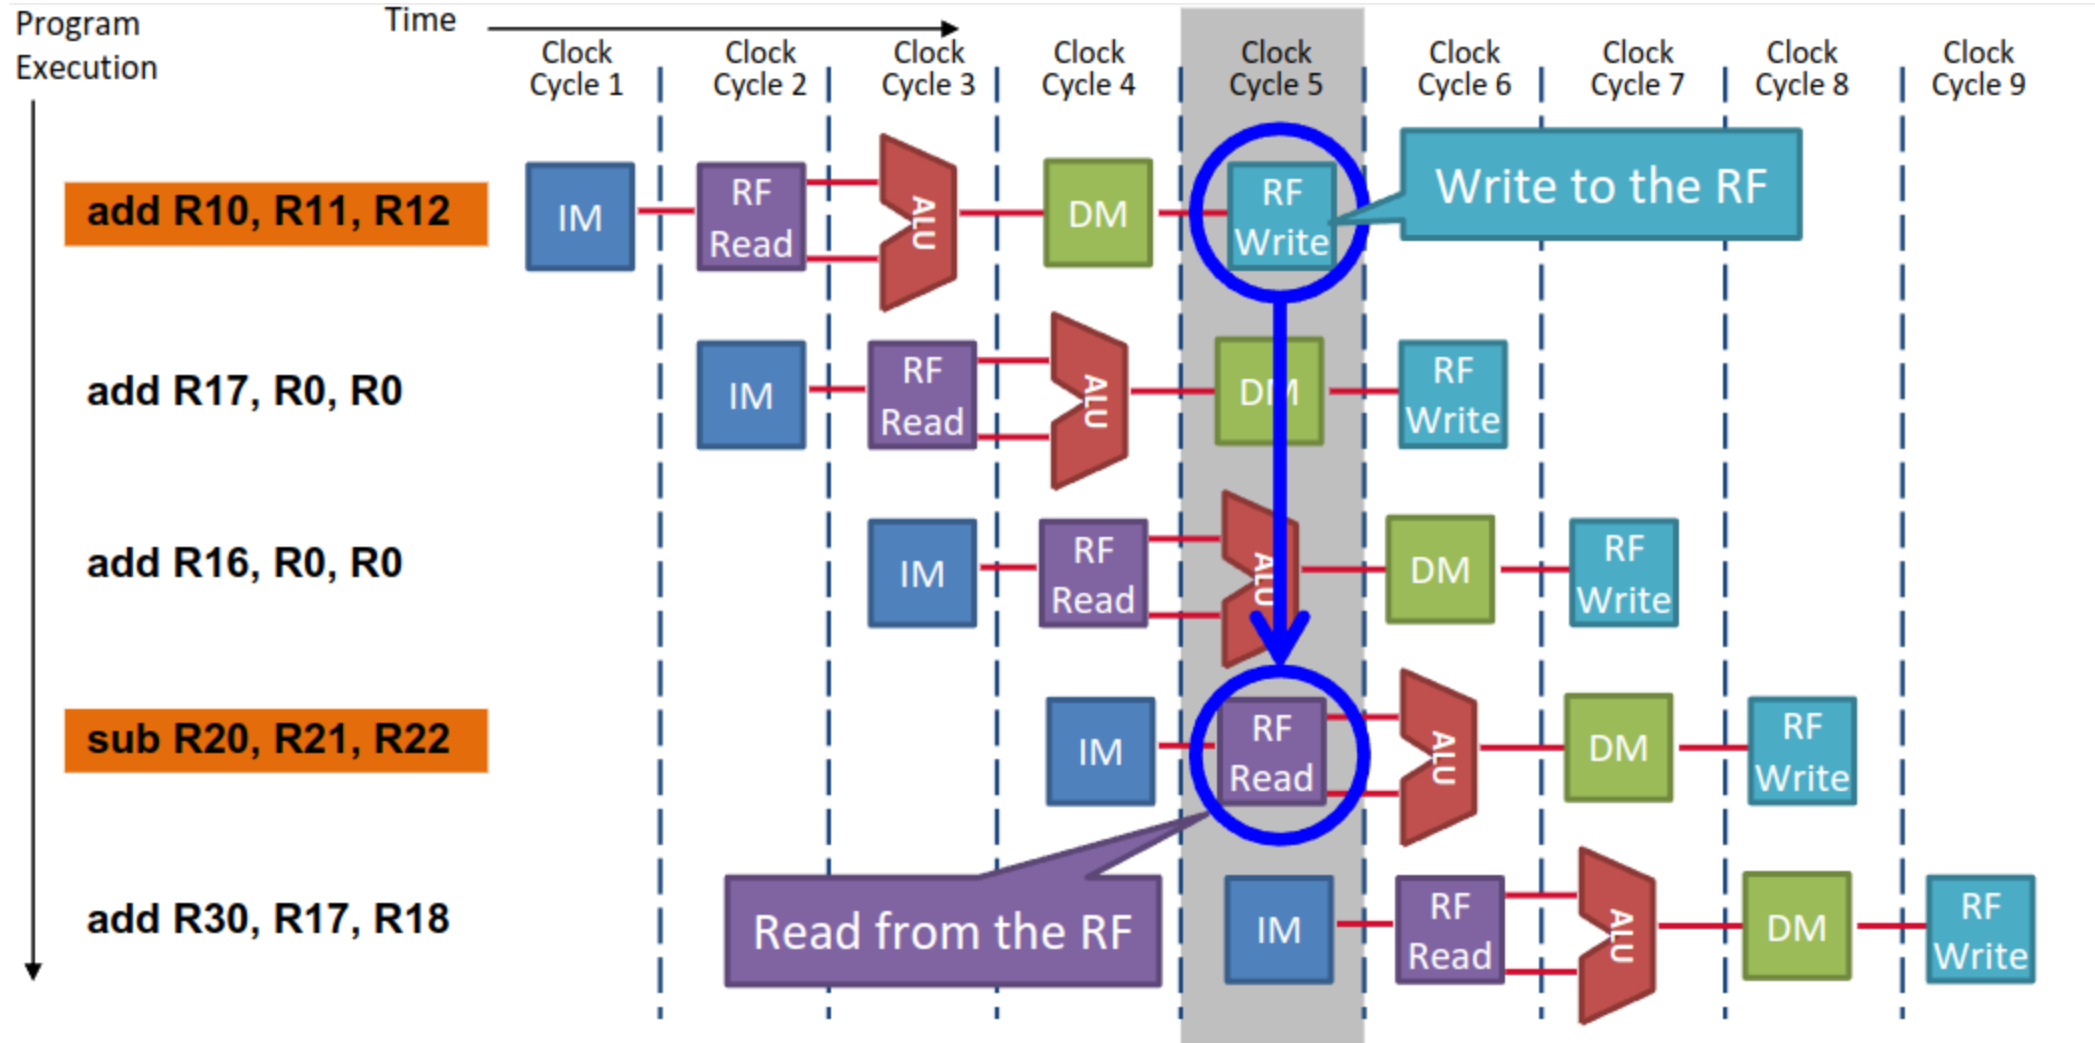 Program
Execution
Time
Clock
Cycle 1
Clock
Cycle 2
Clock
Cycle 3
Clock
Cycle 4
Clock
Cycle 5
Clock
Cycle 6
Clock
Cycle 7
Clock
Cycle 8
Clock
Cycle 9
add R10, R11, R12
IM
RF
Read
ALU
DM
RF
Write
Write to the RF
add R17, R0, R0
IM
RF
Read
ALU
DM
RF
Write
add R16, R0, R0
IM
RF
Read
ALU
DM
RF
Write
sub R20, R21, R22
IM
RF
Read
ALU
DM
RF
Write
Read from the RF
add R30, R17, R18
IM
RF
Read
ALU
DM
RF
Write